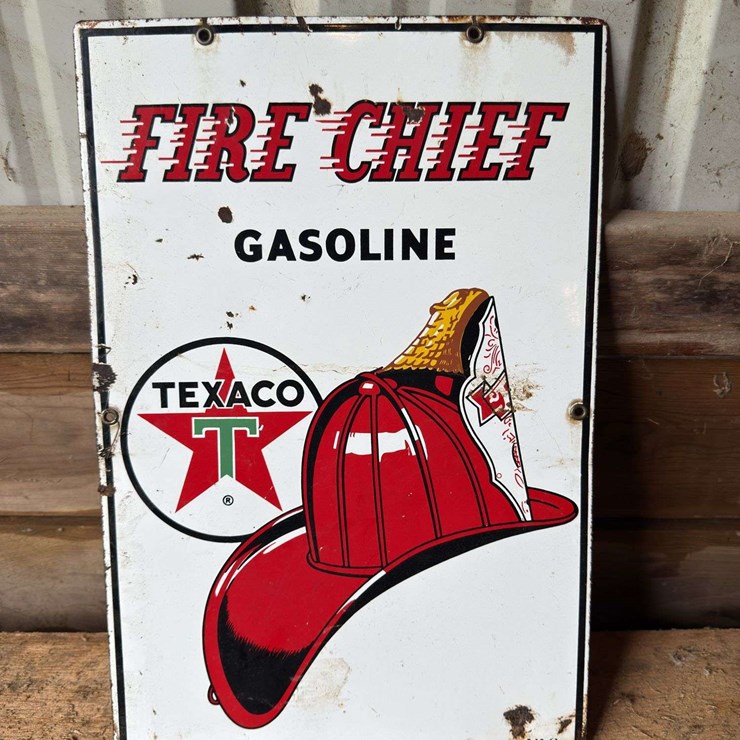 FIRE CHIEF
GASOLINE
TEXACO
T
®